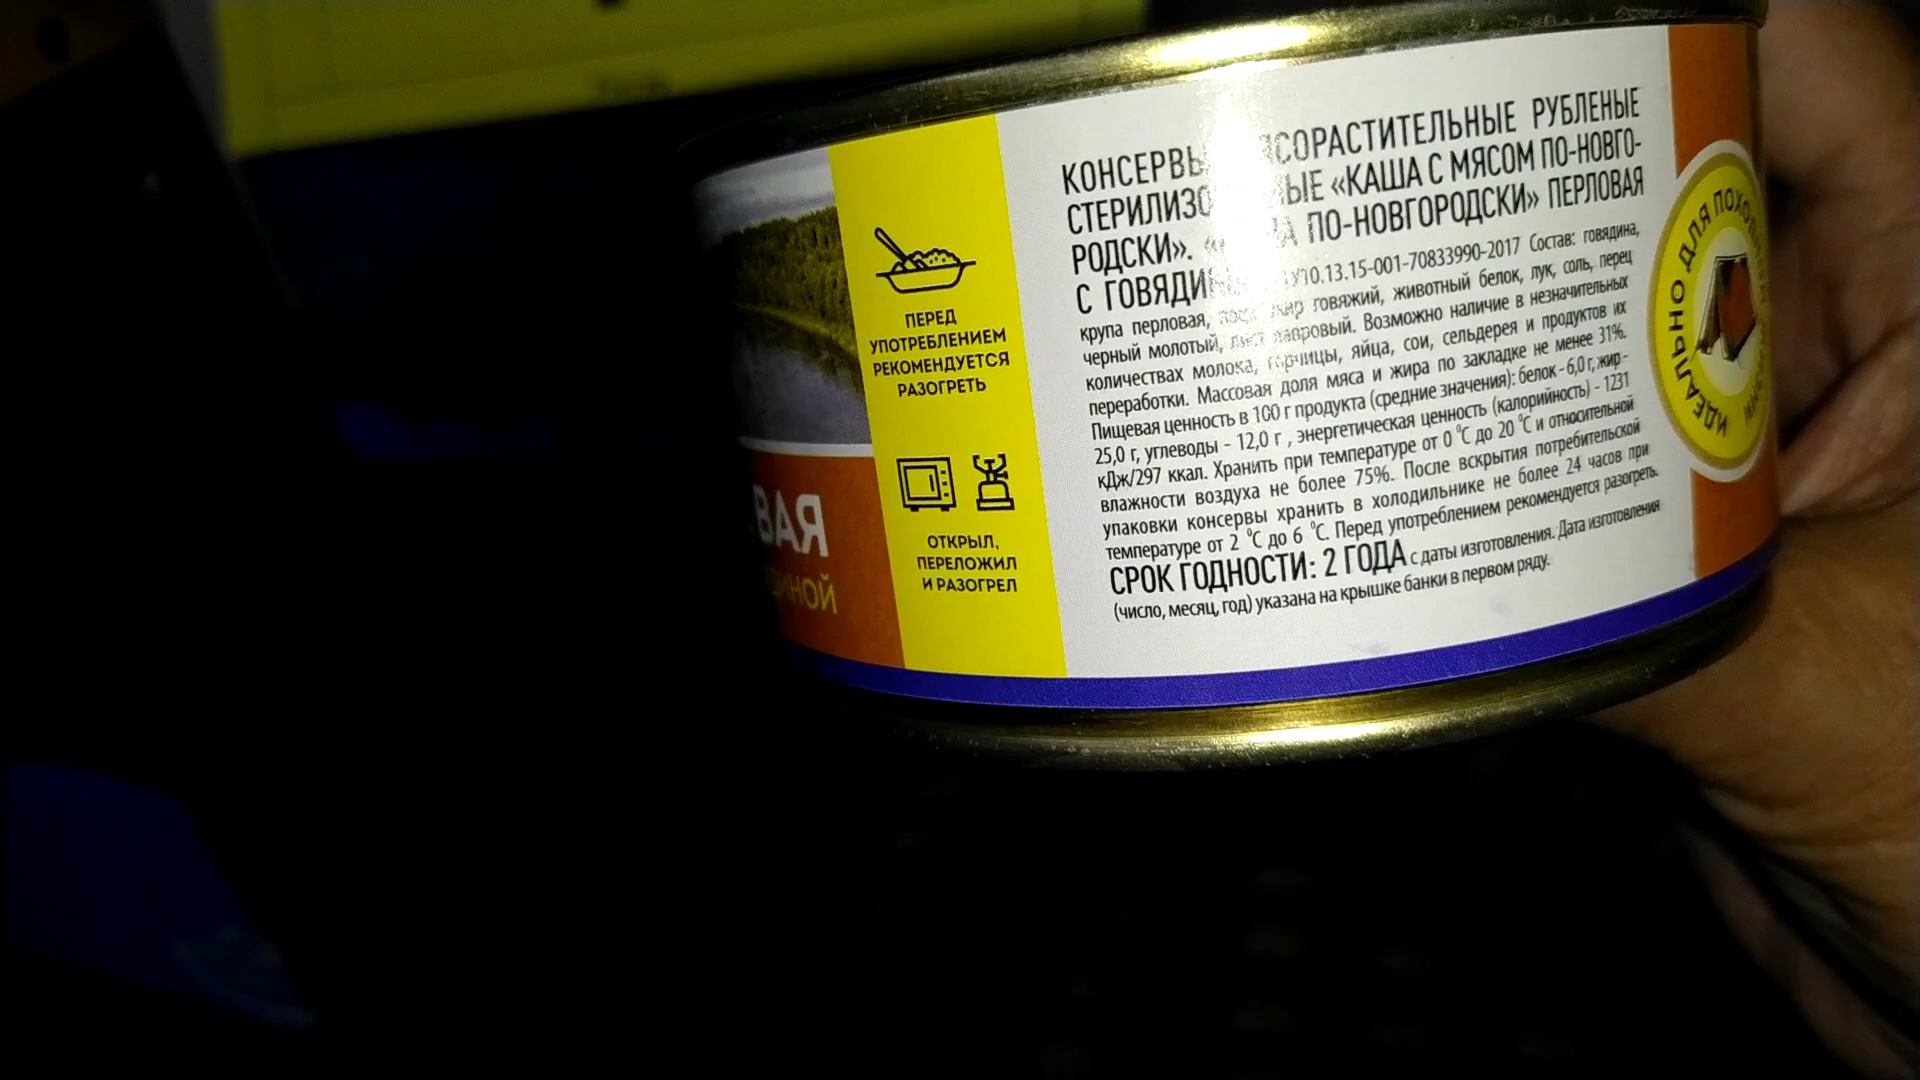 ВАЯ
ПЕРЕД
УПОТРЕБЛЕНИЕМ
РЕКОМЕНДУЕТСЯ
РАЗОГРЕТЬ
ОТКРЫЛ,
ПЕРЕЛОЖИЛ
И РАЗОГРЕЛ
КОНСЕРВЫ РУБЛЕНЫЕ
«КАША С МЯСОМ ПО-НОВГО-
РОДСКИ». ПО-НОВГОРОДСКИ» ПЕРЛОВАЯ
С 10.13.15-001-70833990-2017 Состав: говядина,
крупа перловая, жир говяжий, животный белок, лук, соль, перец
черный молотый, лист лавровый. Возможно наличие в незначительных
количествах молока, горчицы, яйца, сои, сельдерея и продуктов их
переработки. Массовая доля мяса и жира по закладке не менее 31%.
Пищевая ценность в 100 г продукта (средние значения): белок - 6,0 г, жир -
25,0 г, углеводы - 12,0 г , энергетическая ценность (калорийность) - 1231
кДж/297 ккал. Хранить при температуре от 0 °С до 20 °С и относительной
влажности воздуха не более 75%. После вскрытия потребительской
упаковки консервы хранить в холодильнике не более 24 часов при
температуре от 2 °С до 6 °С. Перед употреблением рекомендуется разогреть.
СРОК ГОДНОСТИ: 2 ГОДА с даты изготовления. Дата изготовления
(число, месяц, год) указана на крышке банки в первом ряду.
ИДЕАЛЬНО ДЛЯ